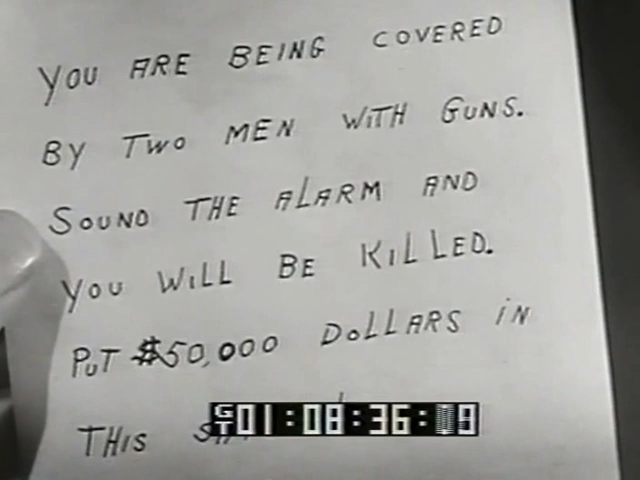 YOU ARE BEING COVERED
BY TWO MEN WITH GUNS.
SOUND THE ALARM AND
YOU WILL BE KILLED.
PUT $50,000 DOLLARS IN
THIS
01:08:36:09